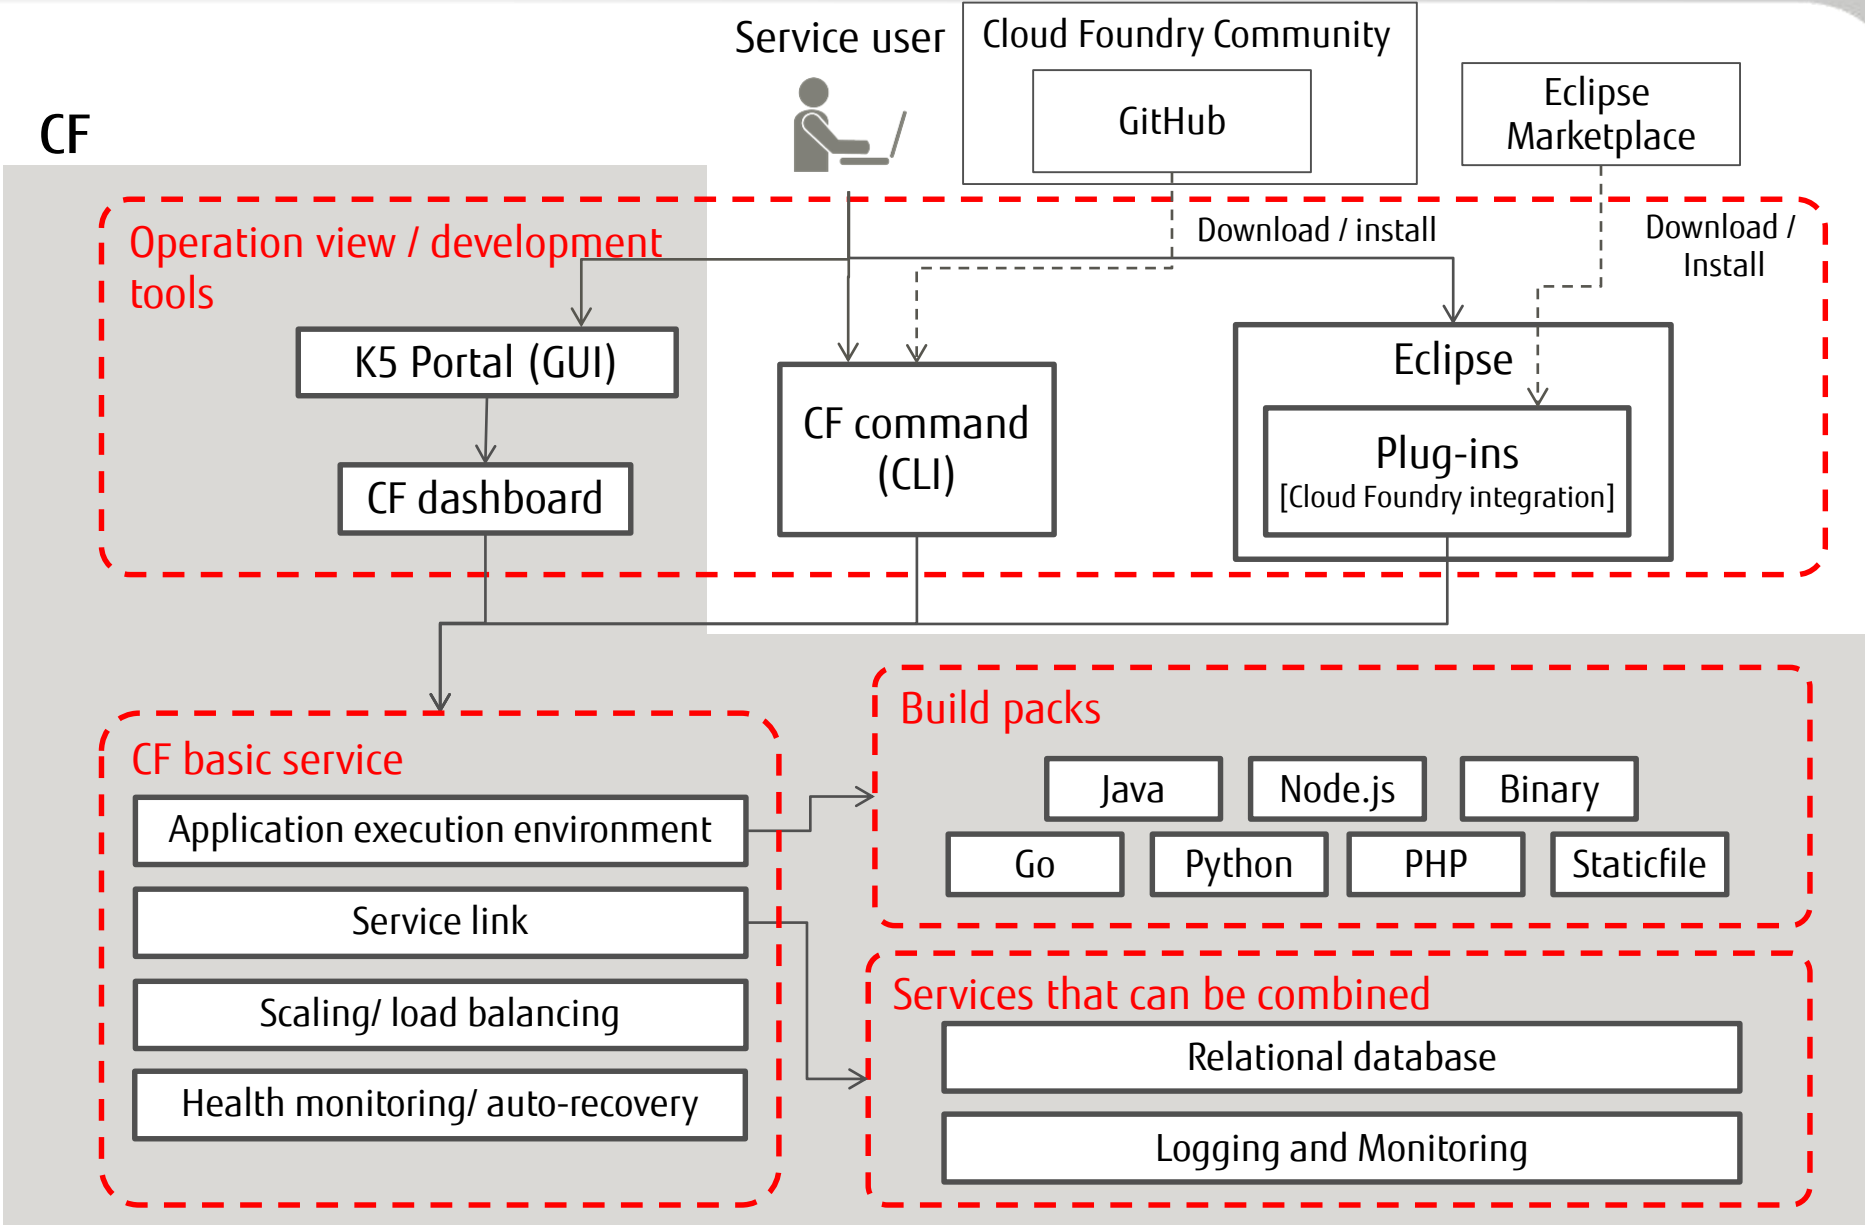 Service user
Cloud Foundry Community
GitHub
Eclipse
Marketplace
CF
Operation view / development
tools
Download / install
Download /
Install
K5 Portal (GUI)
CF dashboard
CF command
(CLI)
Eclipse
Plug-ins
[Cloud Foundry integration]
CF basic service
Application execution environment
Service link
Scaling/ load balancing
Health monitoring/ auto-recovery
Build packs
Java
Node.js
Binary
Go
Python
PHP
Staticfile
Services that can be combined
Relational database
Logging and Monitoring